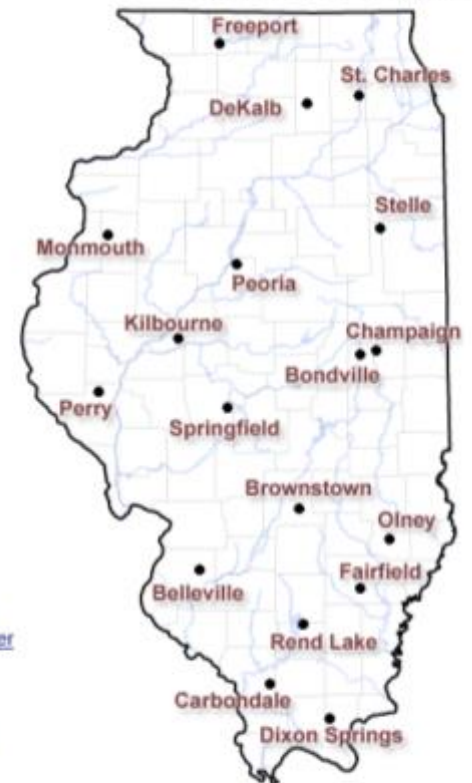 Freeport
St. Charles
DeKalb
Stelle
Monmouth
Peoria
Kilbourne
Champaign
Bondville
Perry
Springfield
Brownstown
Olney
Fairfield
Belleville
er
Rend Lake
Carbondale
Dixon Springs